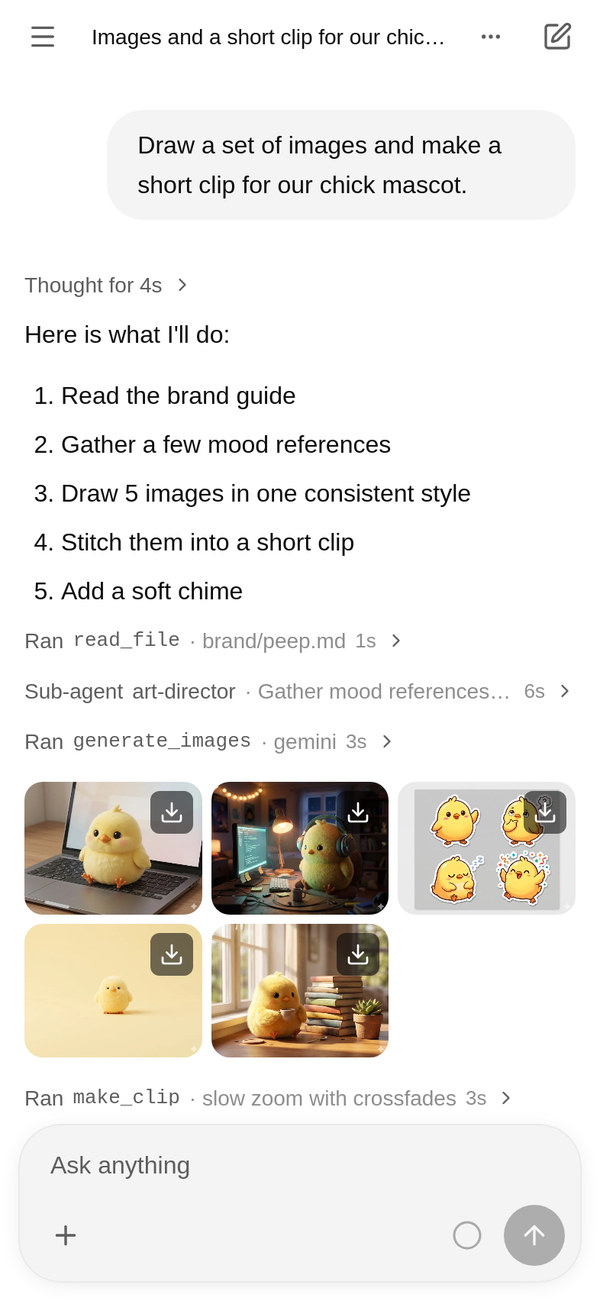 Images and a short clip for our chic…
Draw a set of images and make a
short clip for our chick mascot.
Thought for 4s
Here is what I'll do:
1. Read the brand guide
2. Gather a few mood references
3. Draw 5 images in one consistent style
4. Stitch them into a short clip
5. Add a soft chime
Ran read_file · brand/peep.md 1s
Sub-agent art-director · Gather mood references… 6s
Ran generate_images · gemini 3s
Ran make_clip · slow zoom with crossfades 3s
Ask anything